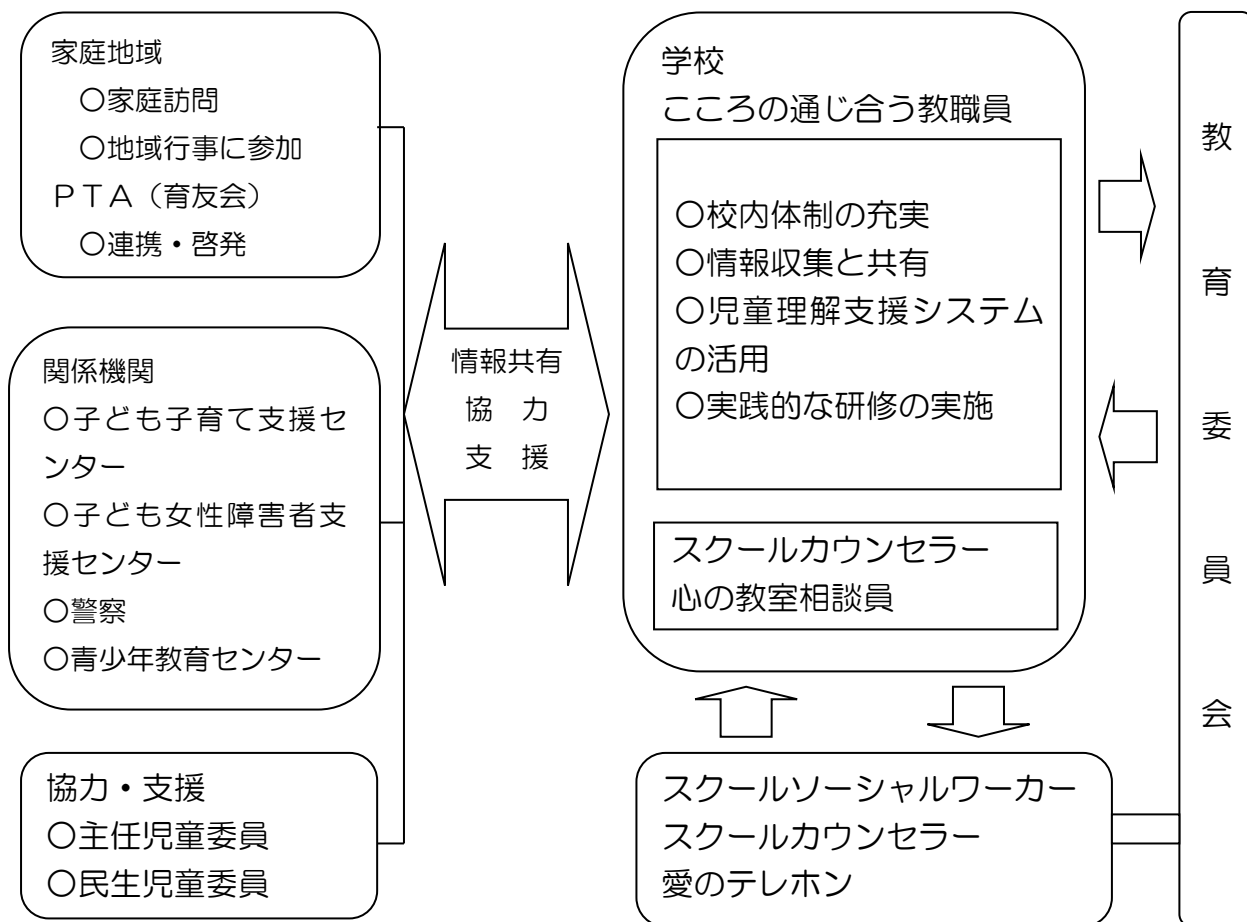 家庭地域
○家庭訪問
○地域行事に参加
ＰＴＡ（育友会）
○連携・啓発
関係機関
○子ども子育て支援セ
ンター
○子ども女性障害者支
援センター
○警察
○青少年教育センター
協力・支援
○主任児童委員
○民生児童委員
情報共有
協　力
支　援
学校
こころの通じ合う教職員
○校内体制の充実
○情報収集と共有
○児童理解支援システム
の活用
○実践的な研修の実施
スクールカウンセラー
心の教室相談員
スクールソーシャルワーカー
スクールカウンセラー
愛のテレホン
教育委員会